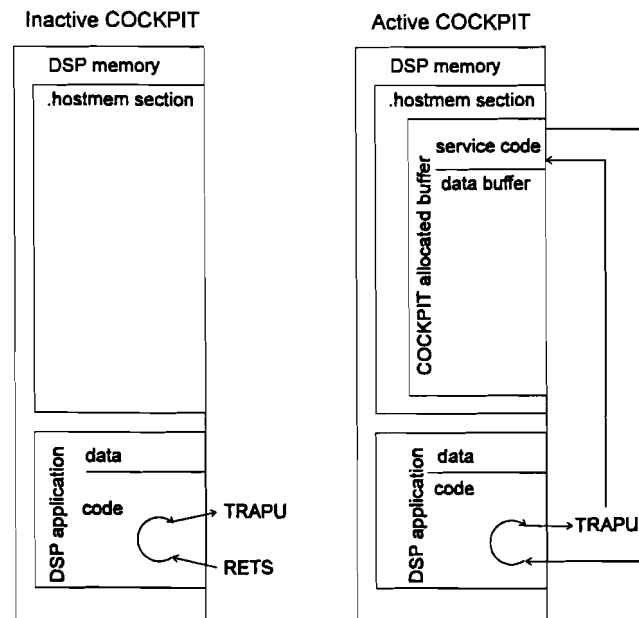 Inactive COCKPIT
DSP memory
.hostmem section
DSP application
data
code
TRAPU
RETS
Active COCKPIT
DSP memory
.hostmem section
COCKPIT allocated buffer
service code
data buffer
DSP application
data
code
TRAPU